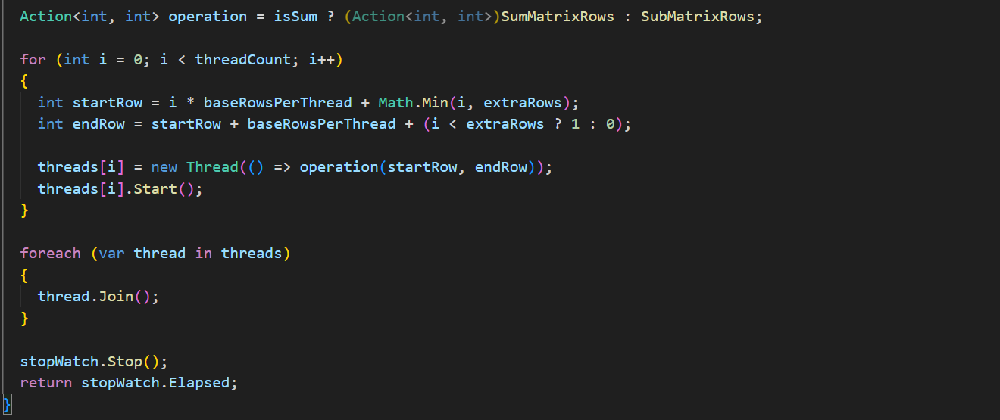 Action<int, int> operation = isSum ? (Action<int, int>)SumMatrixRows : SubMatrixRows;
for (int i = 0; i < threadCount; i++)
{
int startRow = i * baseRowsPerThread + Math.Min(i, extraRows);
int endRow = startRow + baseRowsPerThread + (i < extraRows ? 1 : 0);
threads[i] = new Thread(() => operation(startRow, endRow));
threads[i].Start();
}
foreach (var thread in threads)
{
thread.Join();
}
stopWatch.Stop();
return stopWatch.Elapsed;
}